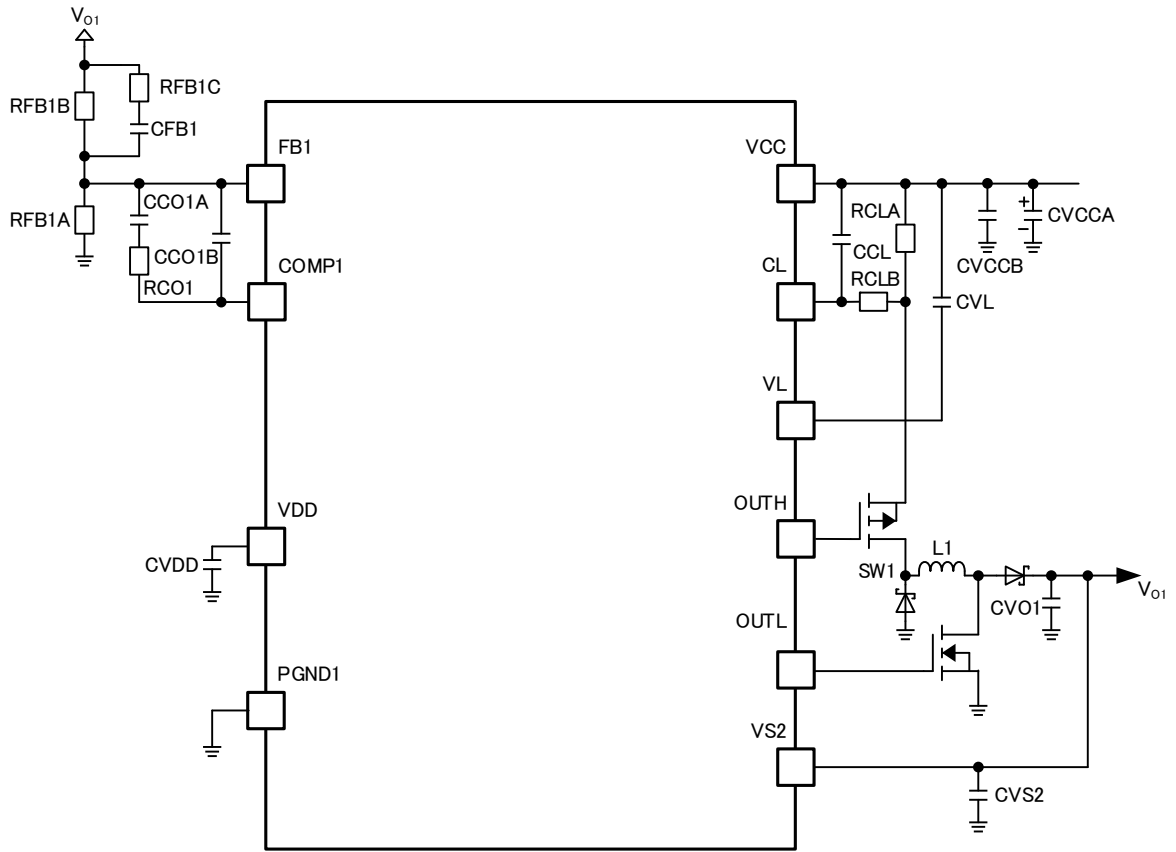 VO1
RFB1C
RFB1B
CFB1
FB1
VCC
CCO1A
RFB1A
CCO1B
RCO1
COMP1
RCLA
CCL
CL
RCLB
CVCCB
CVCCA
+
-
CVL
VL
VDD
CVDD
OUTH
SW1
L1
CVO1
VO1
OUTL
PGND1
VS2
CVS2